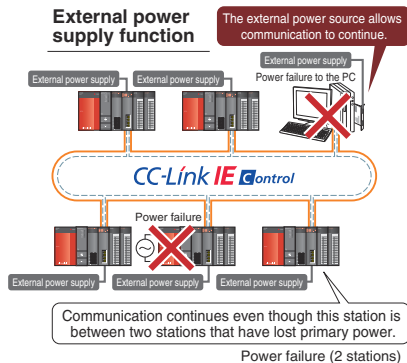 External power
supply function
The external power source allows
communication to continue.
External power supply
Power failure to the PC
External power supply
External power supply
CC-Link IE Control
Power failure
External power supply
External power supply
External power supply
Communication continues even though this station is
between two stations that have lost primary power.
Power failure (2 stations)